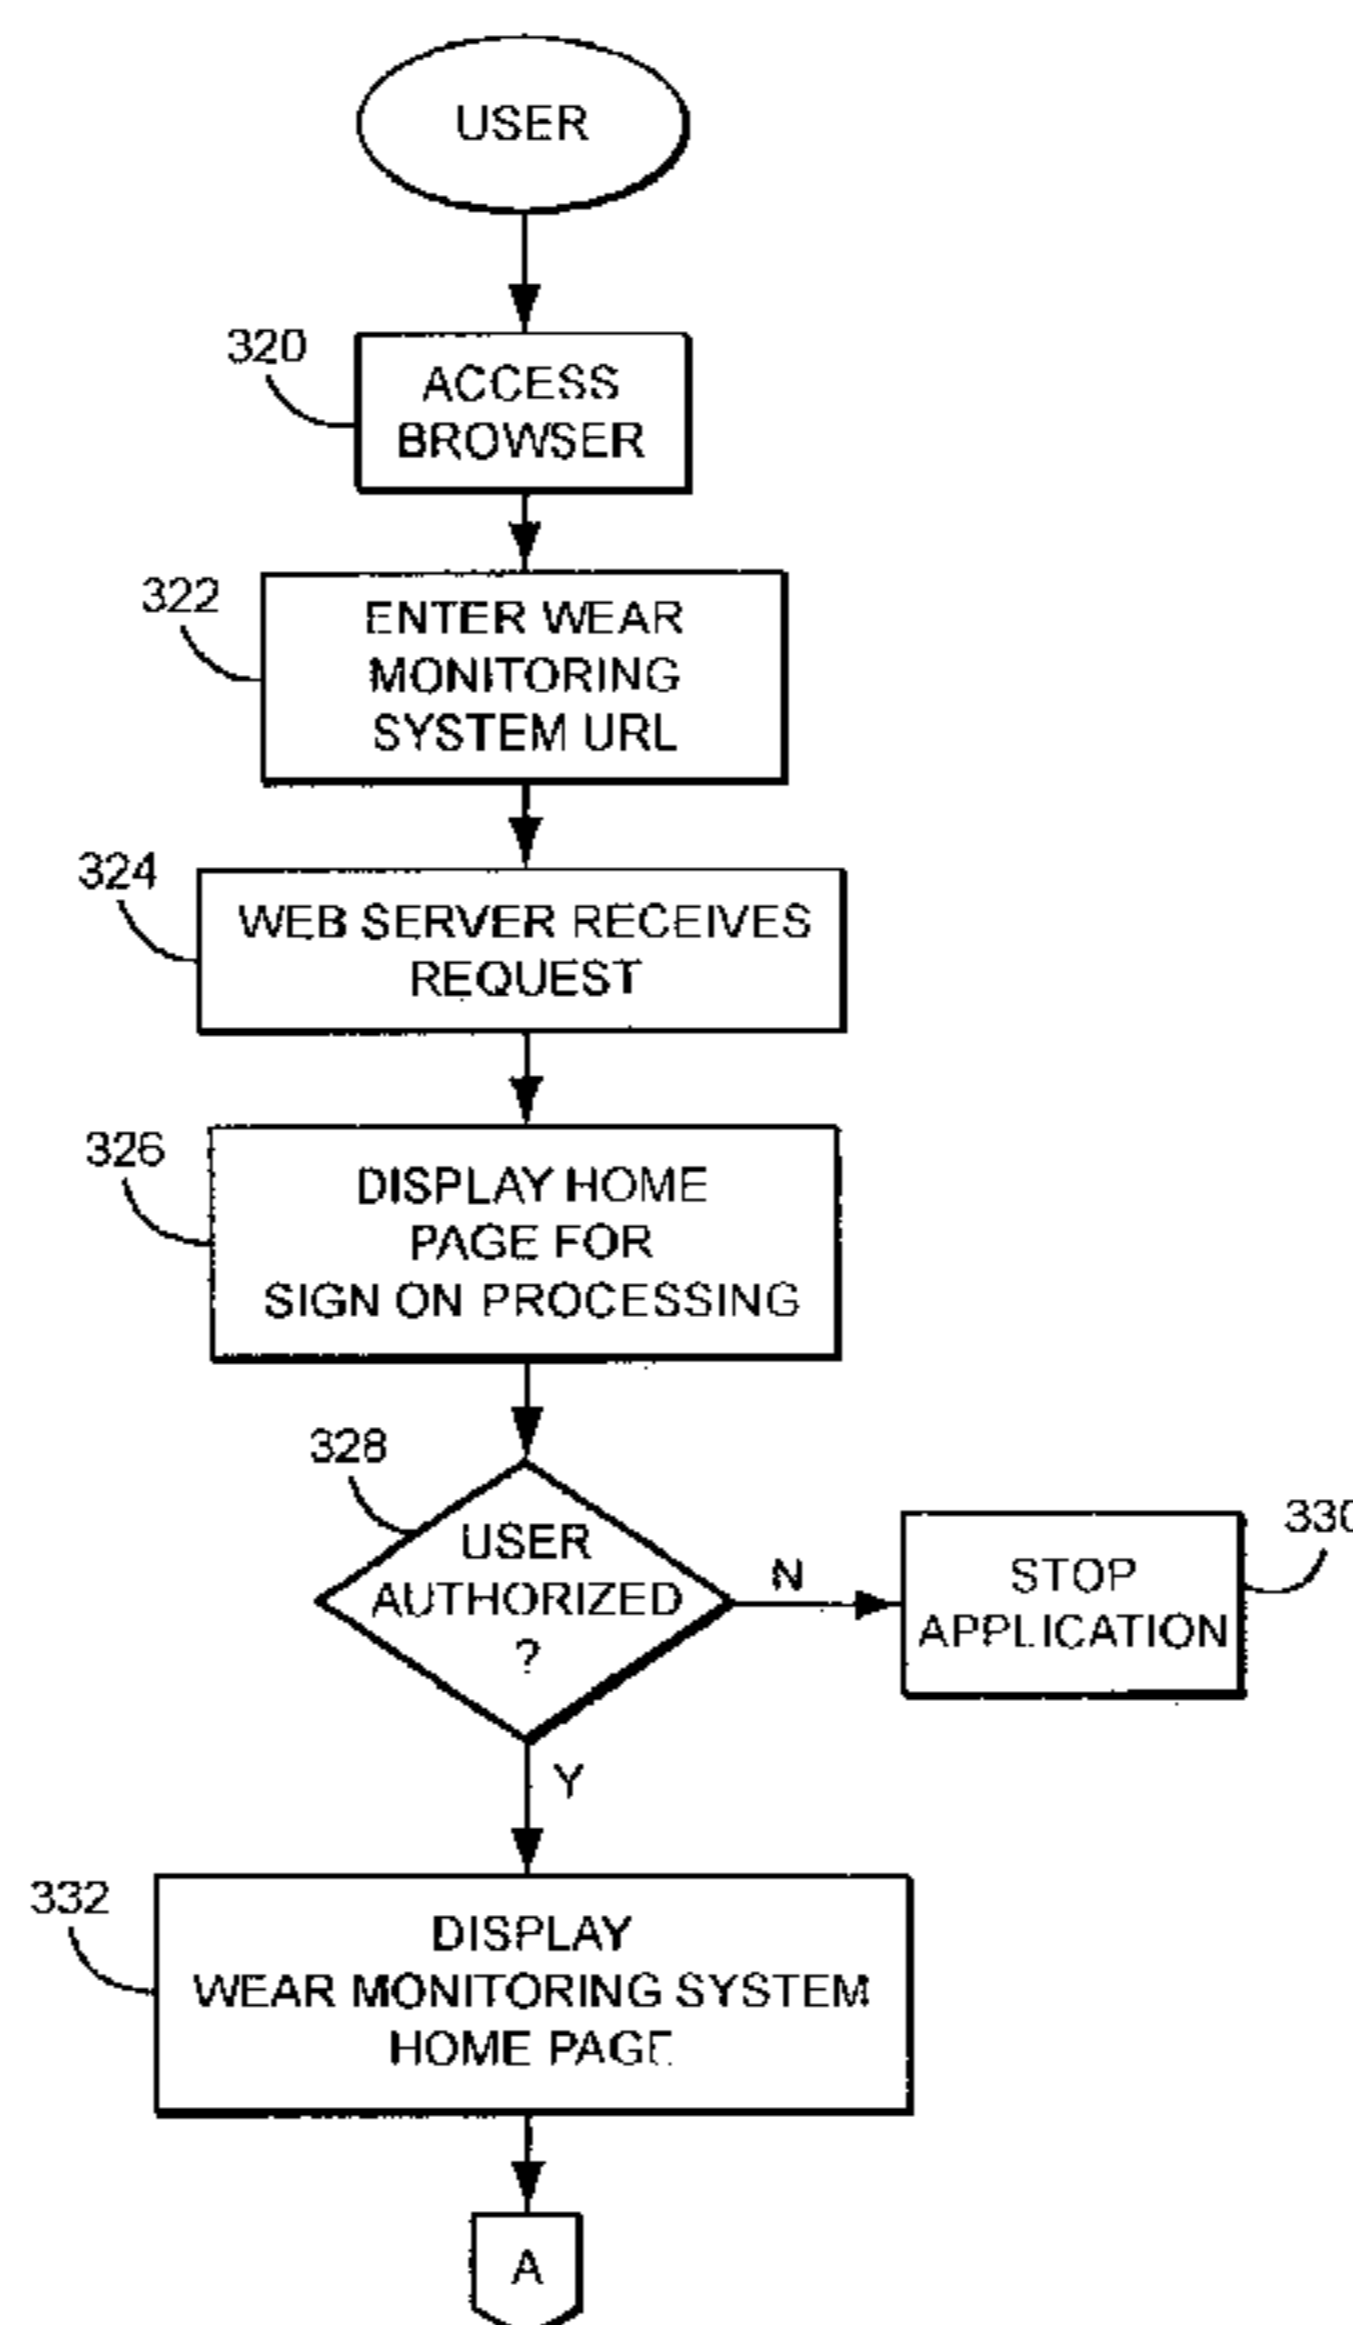 USER
320
ACCESS
BROWSER
322
ENTER WEAR
MONITORING
SYSTEM URL
324
WEB SERVER RECEIVES
REQUEST
326
DISPLAY HOME
PAGE FOR
SIGN ON PROCESSING
328
USER
AUTHORIZED
?
N
STOP
APPLICATION
330
Y
332
DISPLAY
WEAR MONITORING SYSTEM
HOME PAGE
A